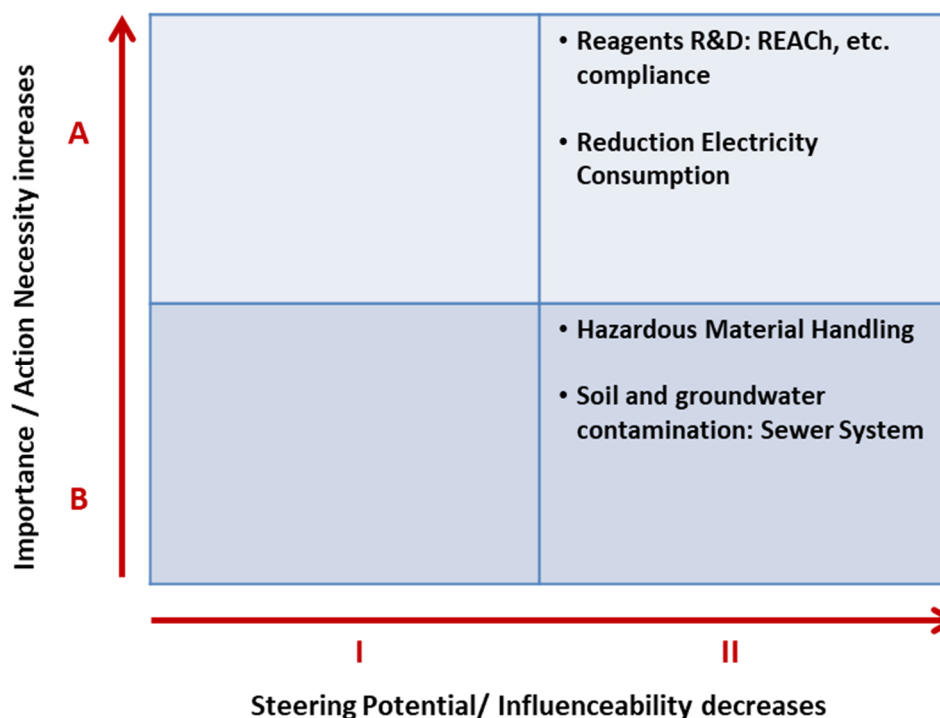 Importance / Action Necessity increases
A
B
• Reagents R&D: REACh, etc.
compliance
• Reduction Electricity
Consumption
• Hazardous Material Handling
• Soil and groundwater
contamination: Sewer System
I
II
Steering Potential/ Influenceability decreases